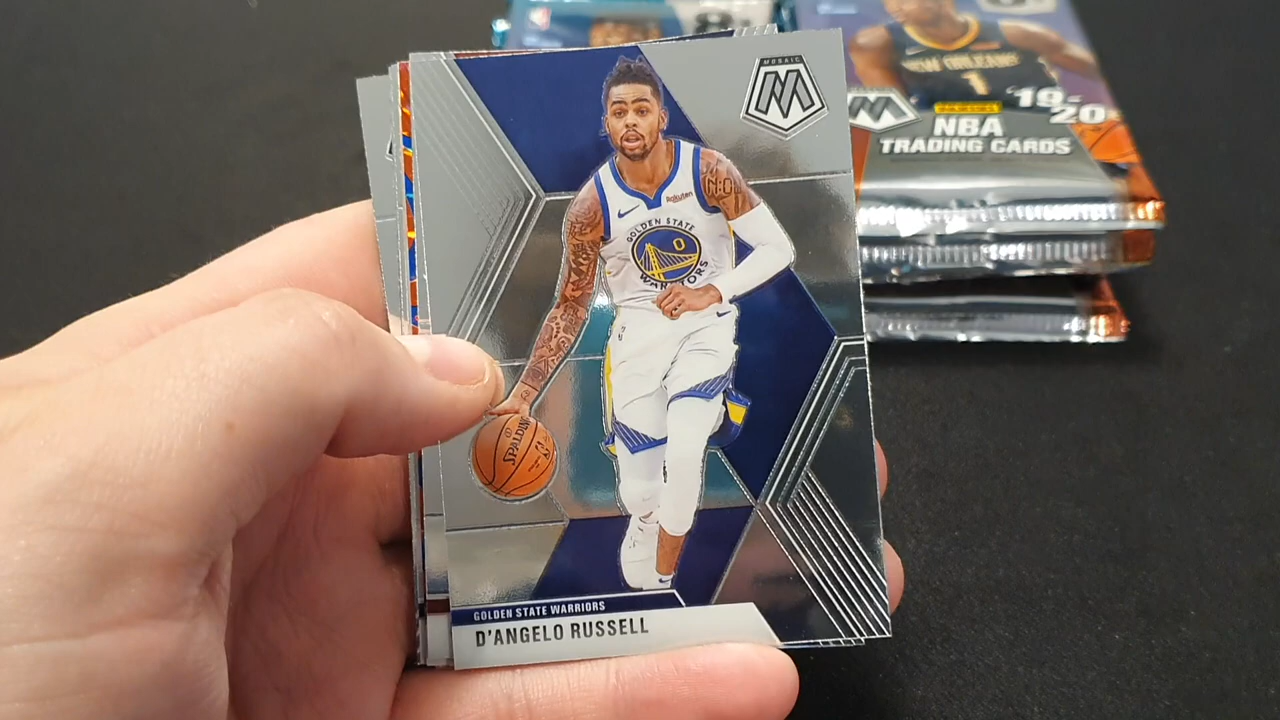 8
NEW ORLEANS
1
PANINI
'19-
20
NBA
TRADING CARDS
MOSAIC
M
N.O
Rakuten
GOLDEN STATE
0
WARRIORS
SPALDING
GOLDEN STATE WARRIORS
D'ANGELO RUSSELL